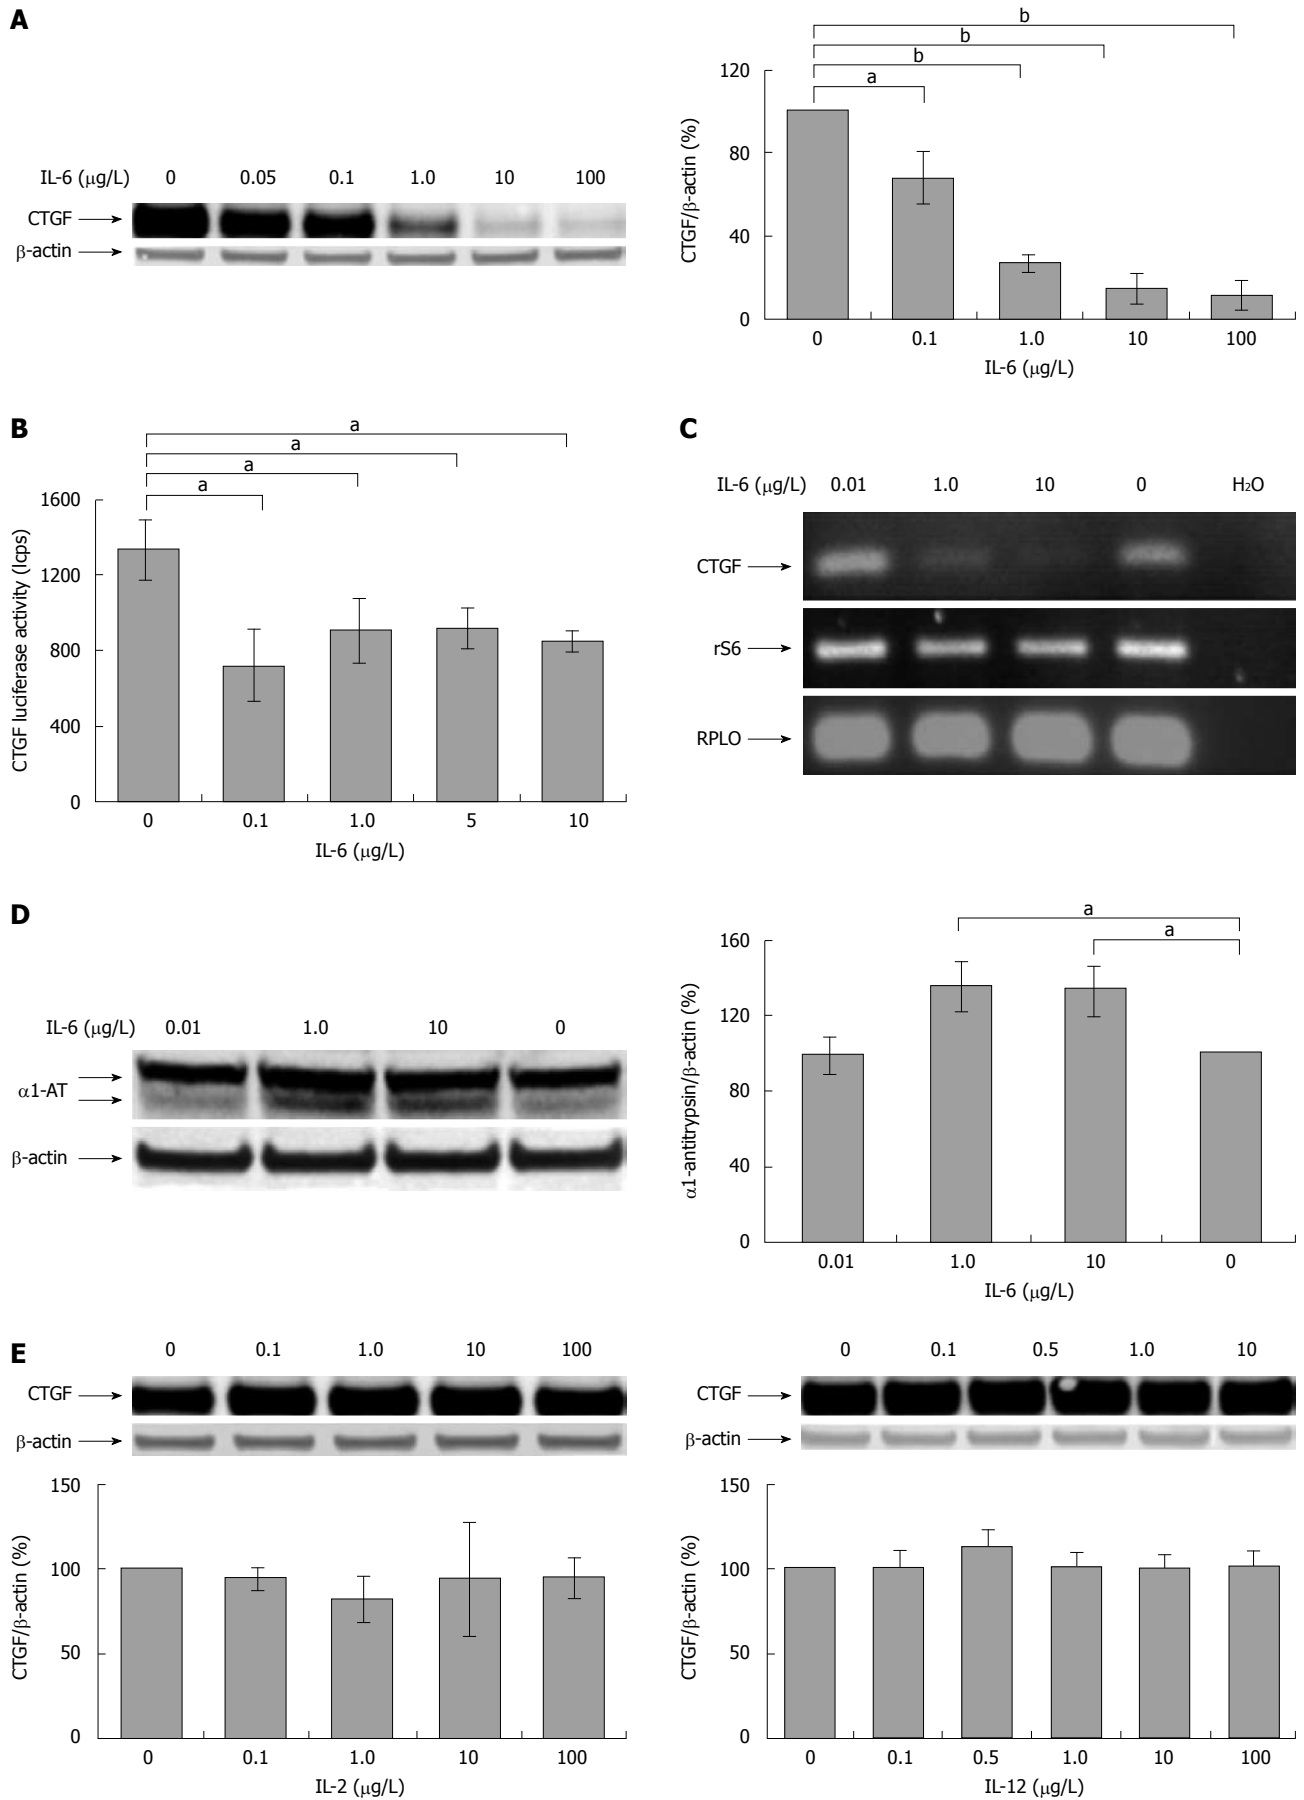 A
IL-6 (μg/L) 0 0.05 0.1 1.0 10 100
CTGF
β-actin
b
b
b
a
120
80
40
0
CTGF/β-actin (%)
0 0.1 1.0 10 100
IL-6 (μg/L)
B
a
a
a
a
1600
1200
800
400
0
CTGF luciferase activity (lcps)
0 0.1 1.0 5 10
IL-6 (μg/L)
C
IL-6 (μg/L) 0.01 1.0 10 0 H₂O
CTGF
rS6
RPLO
D
IL-6 (μg/L) 0.01 1.0 10 0
α1-AT
β-actin
a
a
160
120
80
40
0
α1-antitrypsin/β-actin (%)
0.01 1.0 10 0
IL-6 (μg/L)
E
0 0.1 1.0 10 100
CTGF
β-actin
150
100
50
0
CTGF/β-actin (%)
0 0.1 1.0 10 100
IL-2 (μg/L)
0 0.1 0.5 1.0 10
CTGF
β-actin
150
100
50
0
CTGF/β-actin (%)
0 0.1 0.5 1.0 10 100
IL-12 (μg/L)